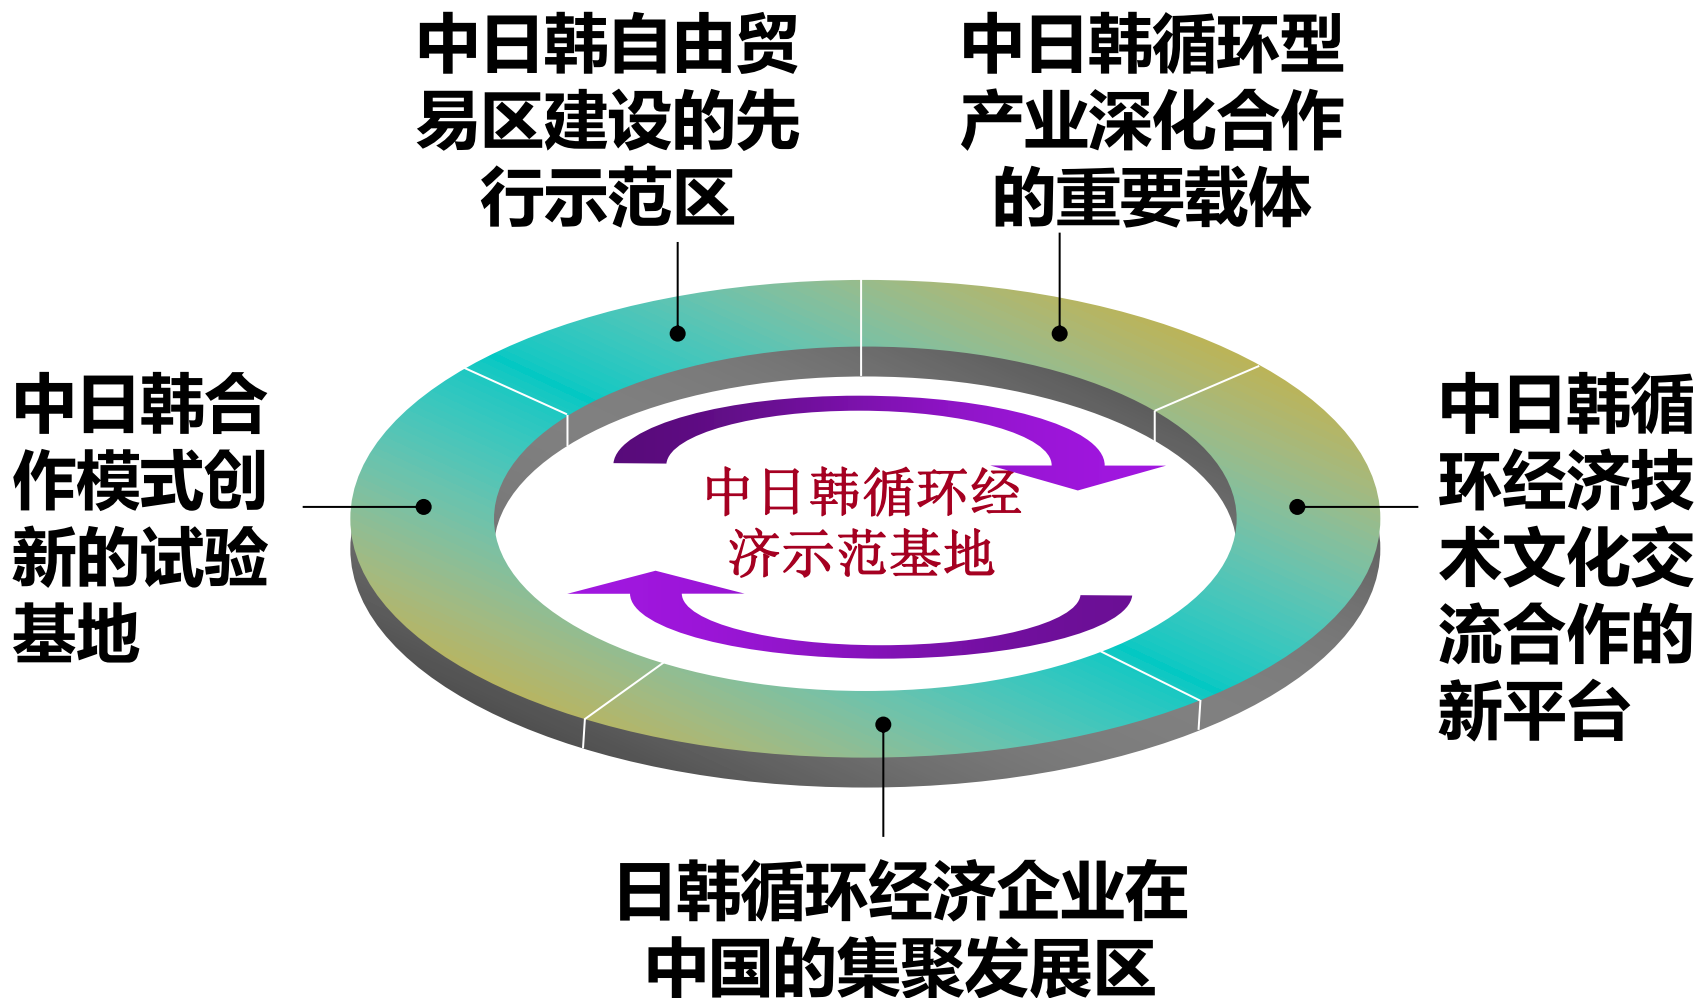 中日韩自由贸
易区建设的先
行示范区
中日韩循环型
产业深化合作
的重要载体
中日韩合
作模式创
新的试验
基地
中日韩循环经
济示范基地
中日韩循
环经济技
术文化交
流合作的
新平台
日韩循环经济企业在
中国的集聚发展区